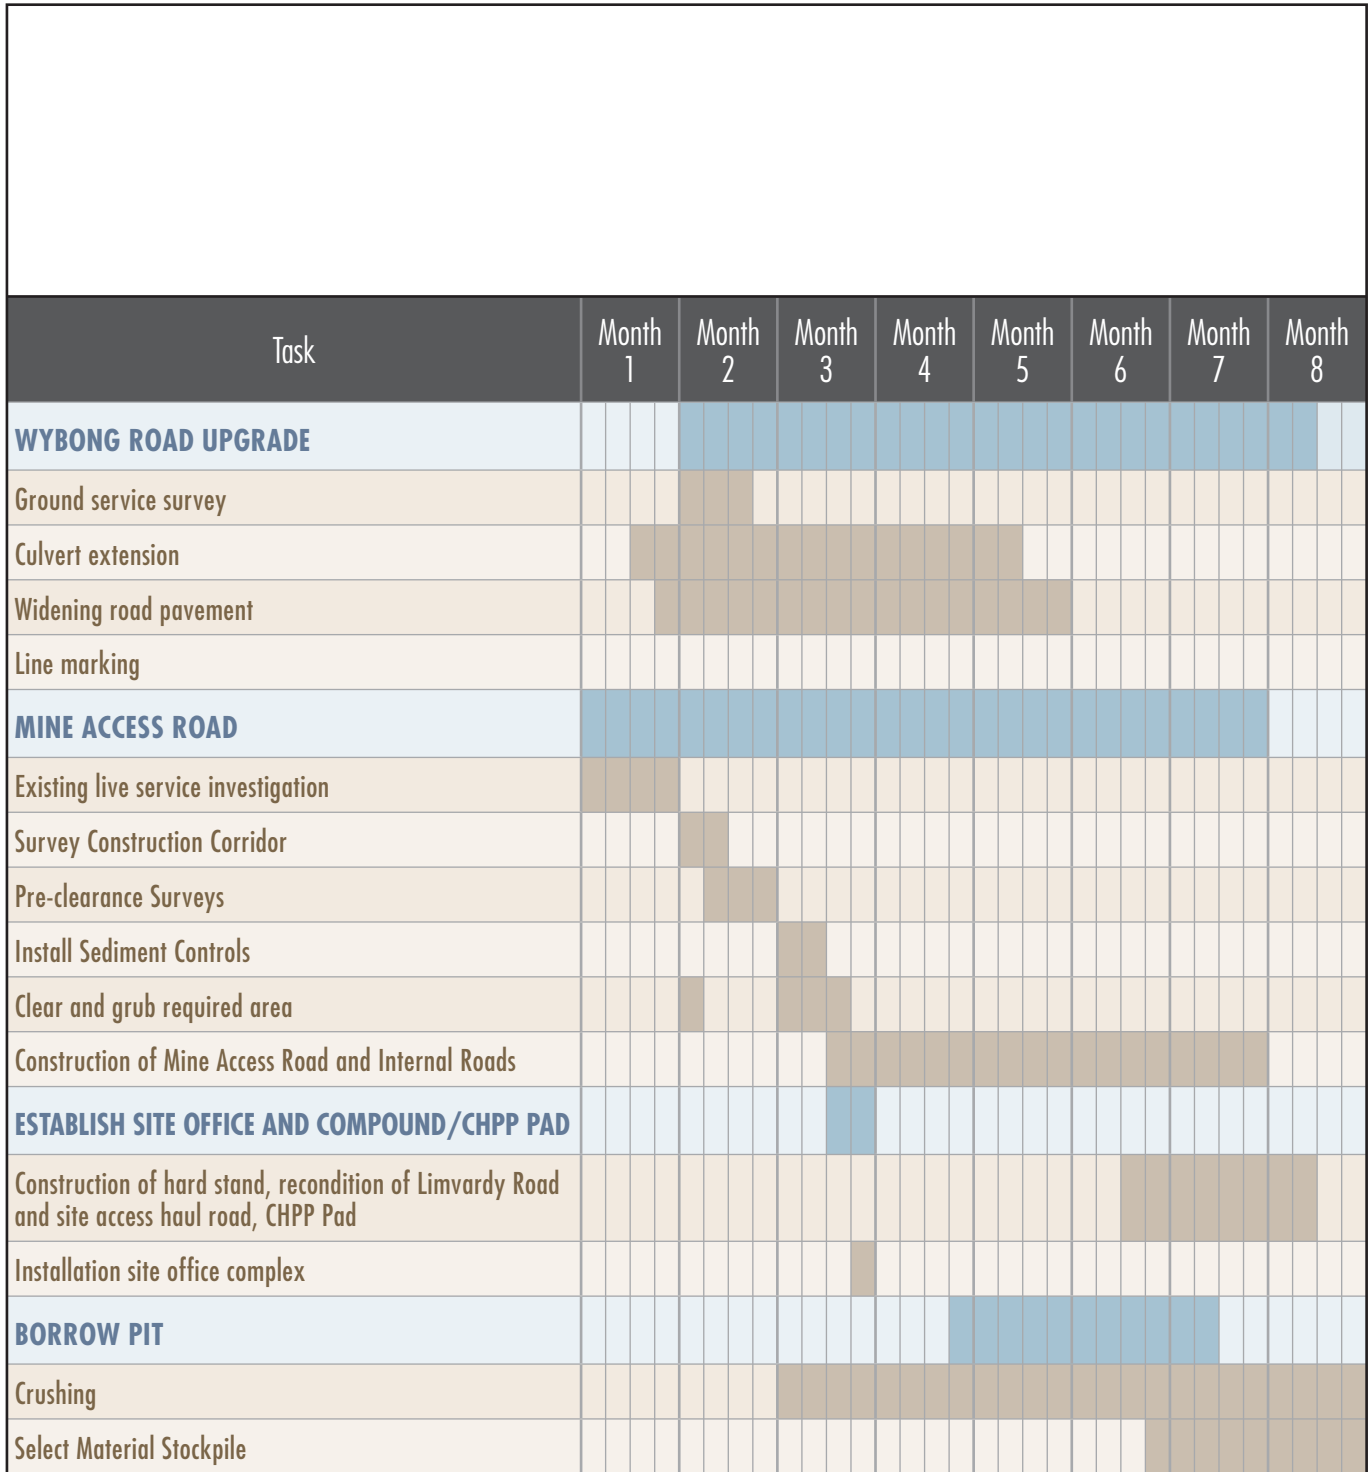 Task
Month
1
Month
2
Month
3
Month
4
Month
5
Month
6
Month
7
Month
8
WYBONG ROAD UPGRADE
Ground service survey
Culvert extension
Widening road pavement
Line marking
MINE ACCESS ROAD
Existing live service investigation
Survey Construction Corridor
Pre-clearance Surveys
Install Sediment Controls
Clear and grub required area
Construction of Mine Access Road and Internal Roads
ESTABLISH SITE OFFICE AND COMPOUND/CHPP PAD
Construction of hard stand, recondition of Limvardy Road
and site access haul road, CHPP Pad
Installation site office complex
BORROW PIT
Crushing
Select Material Stockpile